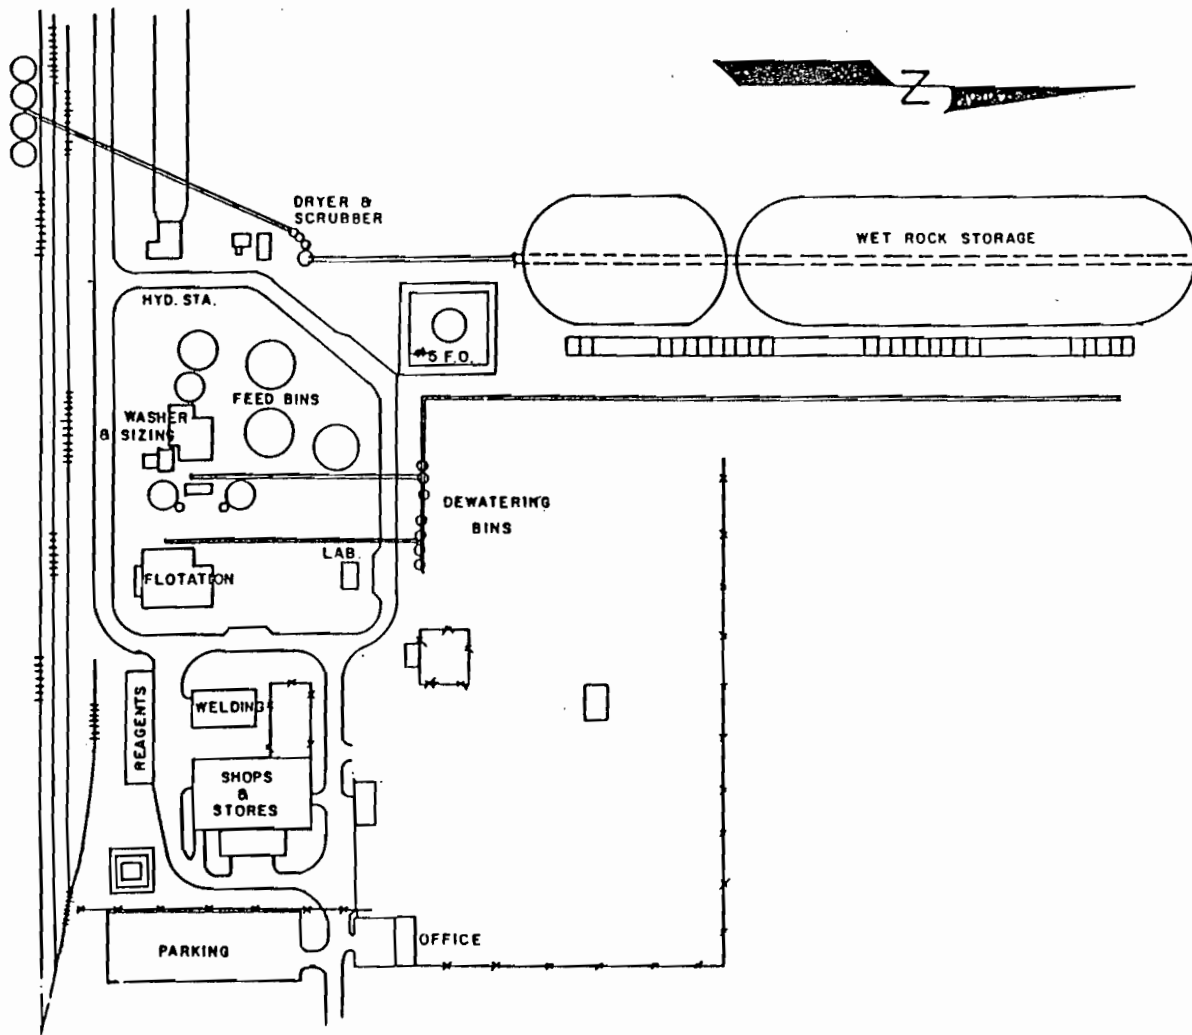 Z
DRYER &
SCRUBBER
WET ROCK STORAGE
HYD. STA.
#5 F.O.
FEED BINS
WASHER
& SIZING
DEWATERING
BINS
LAB.
FLOTATION
WELDING
REAGENTS
SHOPS
&
STORES
PARKING
OFFICE